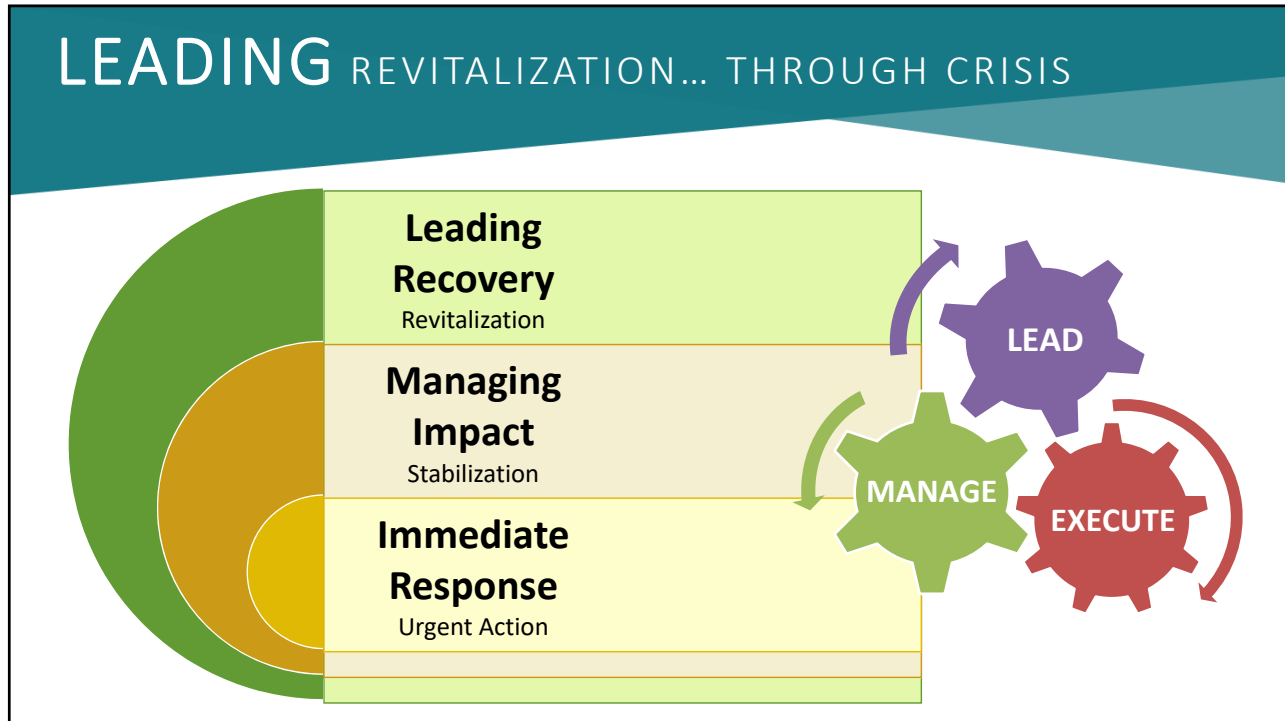 LEADING REVITALIZATION... THROUGH CRISIS
Leading
Recovery
Revitalization
Managing
Impact
Stabilization
Immediate
Response
Urgent Action
LEAD
MANAGE
EXECUTE